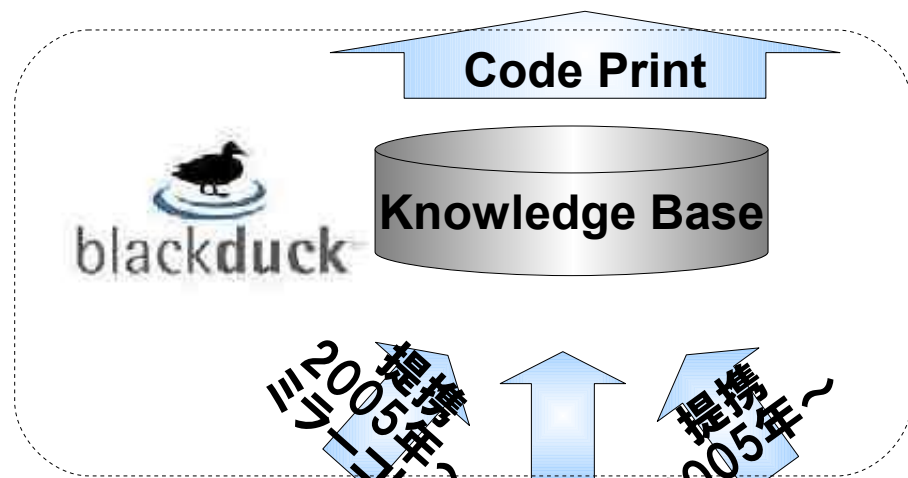 Code Print
blackduck
Knowledge Base
提携
2005年～
提携
005年～